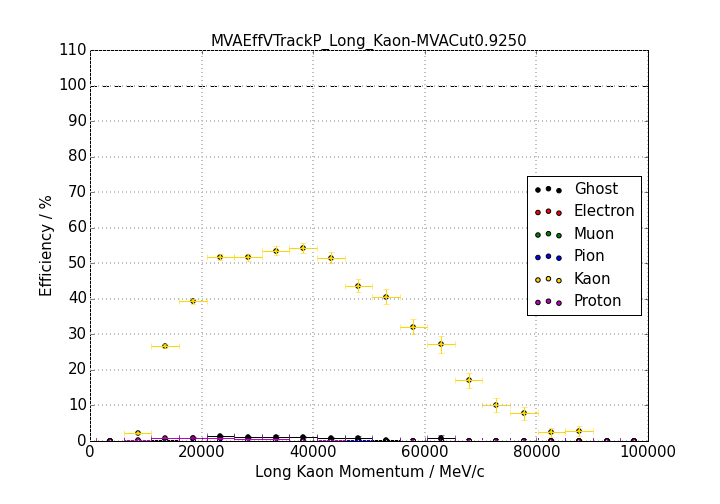 MVAEffVTrackP_Long_Kaon-MVACut0.9250
110
100
90
80
70
60
50
40
30
20
10
0
Efficiency / %
Ghost
Electron
Muon
Pion
Kaon
Proton
0 20000 40000 60000 80000 100000
Long Kaon Momentum / MeV/c